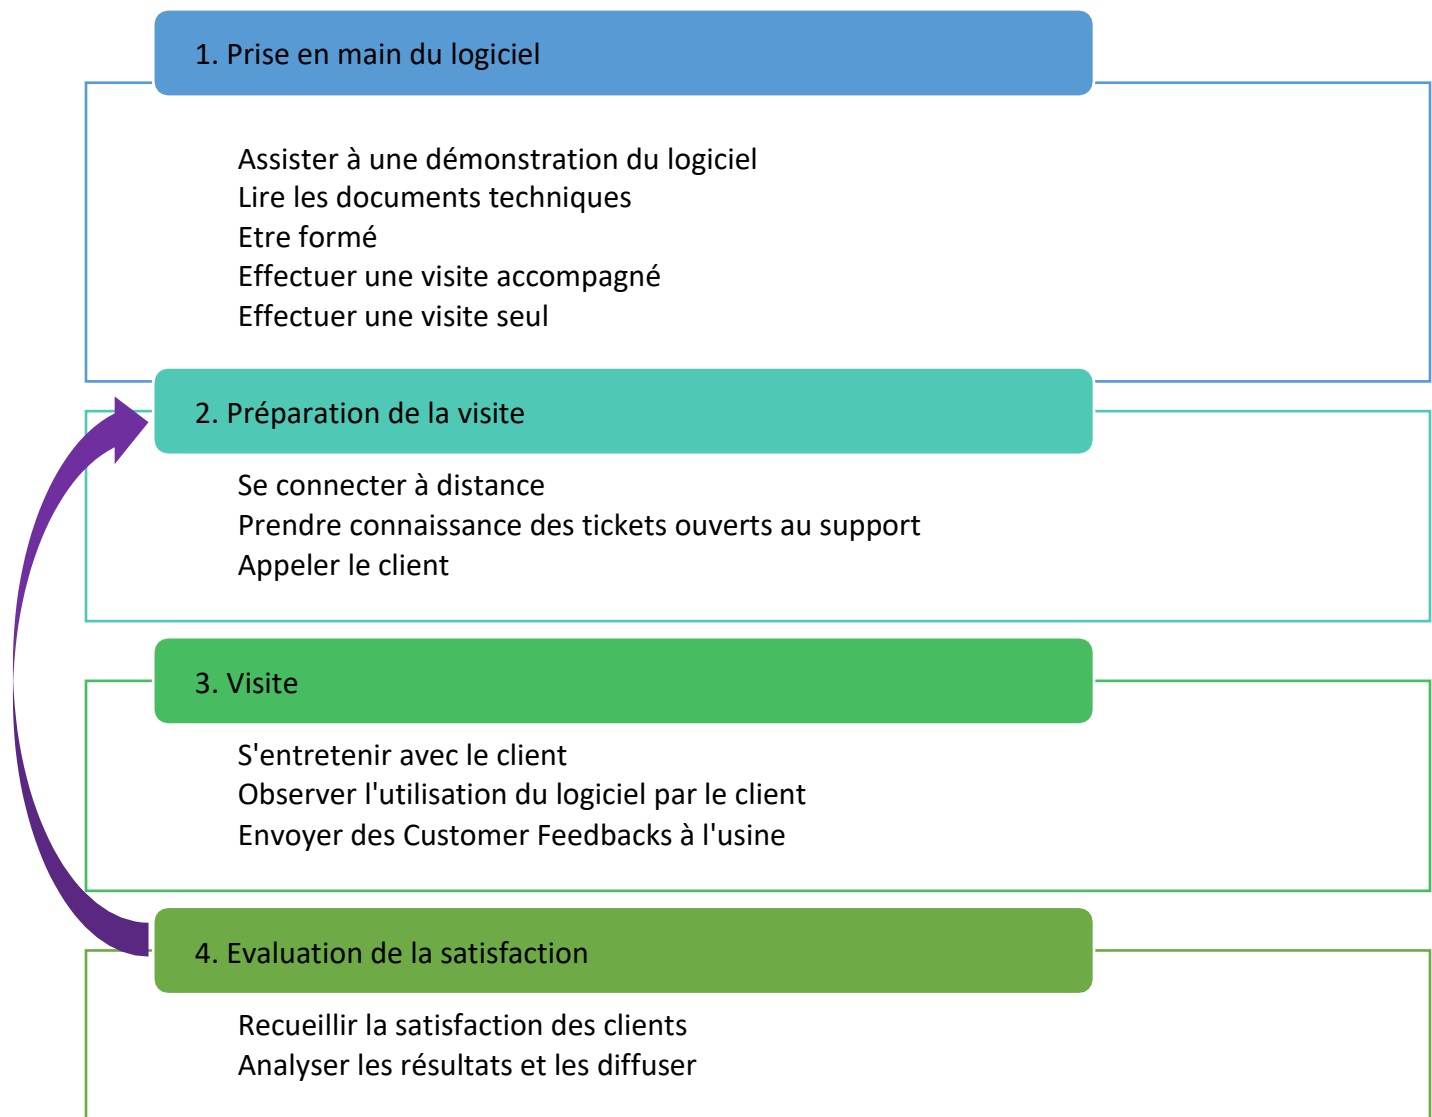 1. Prise en main du logiciel
Assister à une démonstration du logiciel
Lire les documents techniques
Etre formé
Effectuer une visite accompagné
Effectuer une visite seul
2. Préparation de la visite
Se connecter à distance
Prendre connaissance des tickets ouverts au support
Appeler le client
3. Visite
S'entretenir avec le client
Observer l'utilisation du logiciel par le client
Envoyer des Customer Feedbacks à l'usine
4. Evaluation de la satisfaction
Recueillir la satisfaction des clients
Analyser les résultats et les diffuser